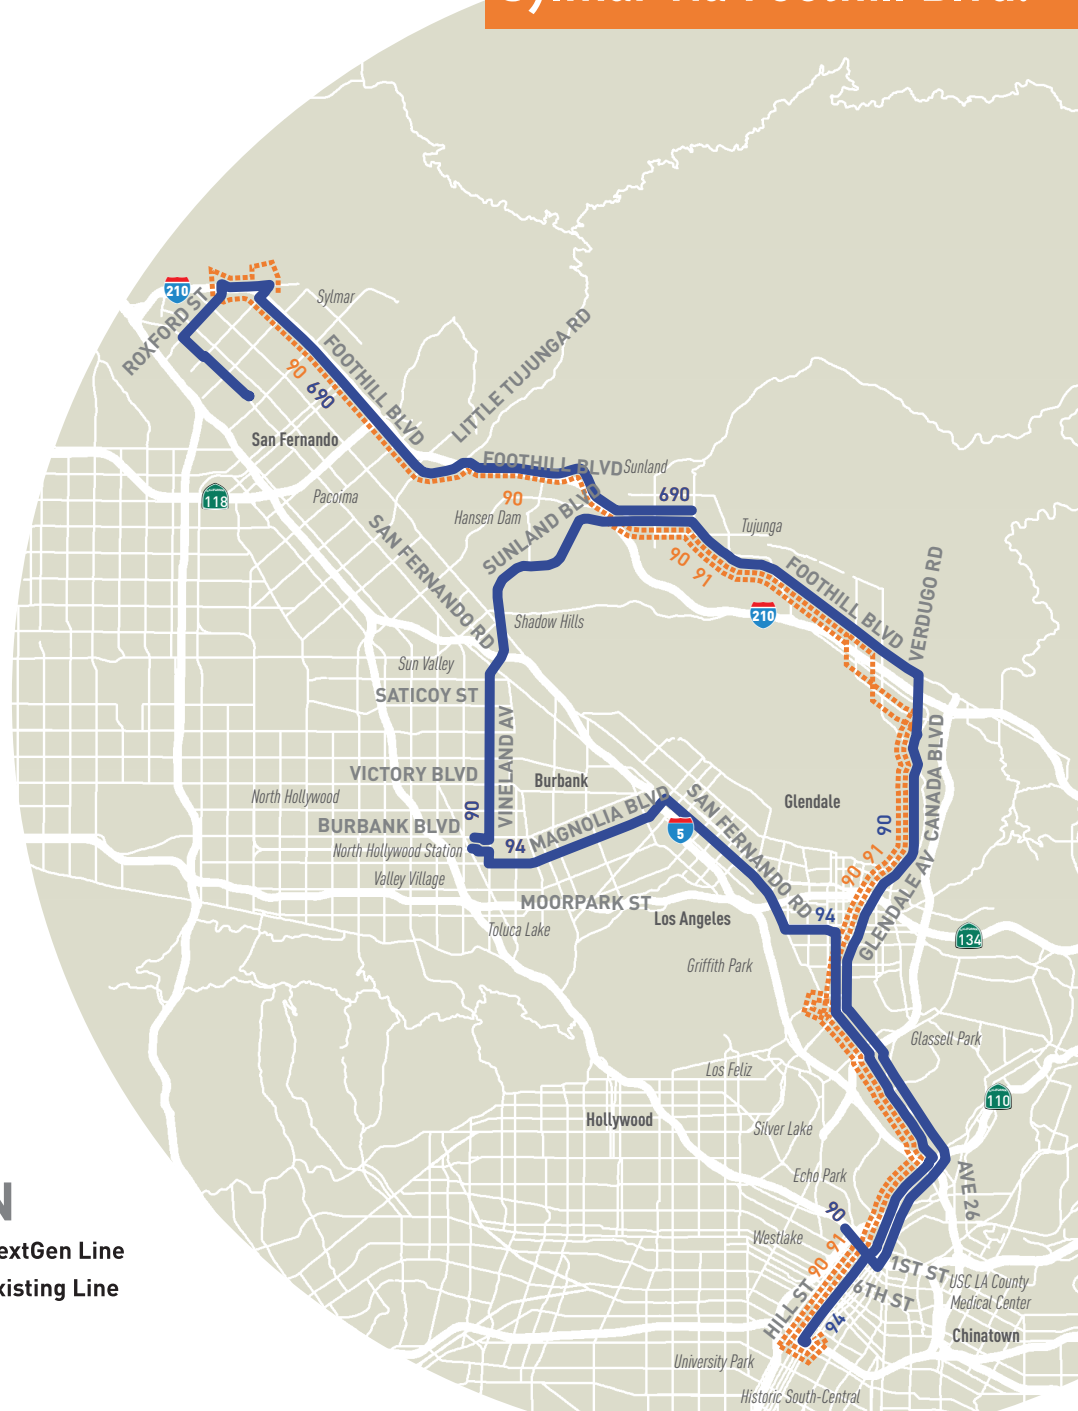 210
Sylmar
ROXFORD ST
LITTLE TUJUNGA RD
FOOTHILL BLVD
90
690
San Fernando
FOOTHILL BLVD
Sunland
118
Pacoima
90
690
Hansen Dam
SUNLAND BLVD
Tujunga
SAN FERNANDO RD
90
91
FOOTHILL BLVD
VERDUGO RD
210
Shadow Hills
Sun Valley
SATICOY ST
VINELAND AV
CANADA BLVD
VICTORY BLVD
Burbank
North Hollywood
90
MAGNOLIA BLVD
SAN FERNANDO RD
Glendale
BURBANK BLVD
5
90
North Hollywood Station
94
90
91
Valley Village
GLENDALE AV
MOORPARK ST
Los Angeles
94
Toluca Lake
134
Griffith Park
Glassell Park
Los Feliz
110
Hollywood
Silver Lake
Echo Park
AVE 26
90
Westlake
90
91
1ST ST
6TH ST
USC LA County
Medical Center
HILL ST
94
Chinatown
University Park
Historic South-Central